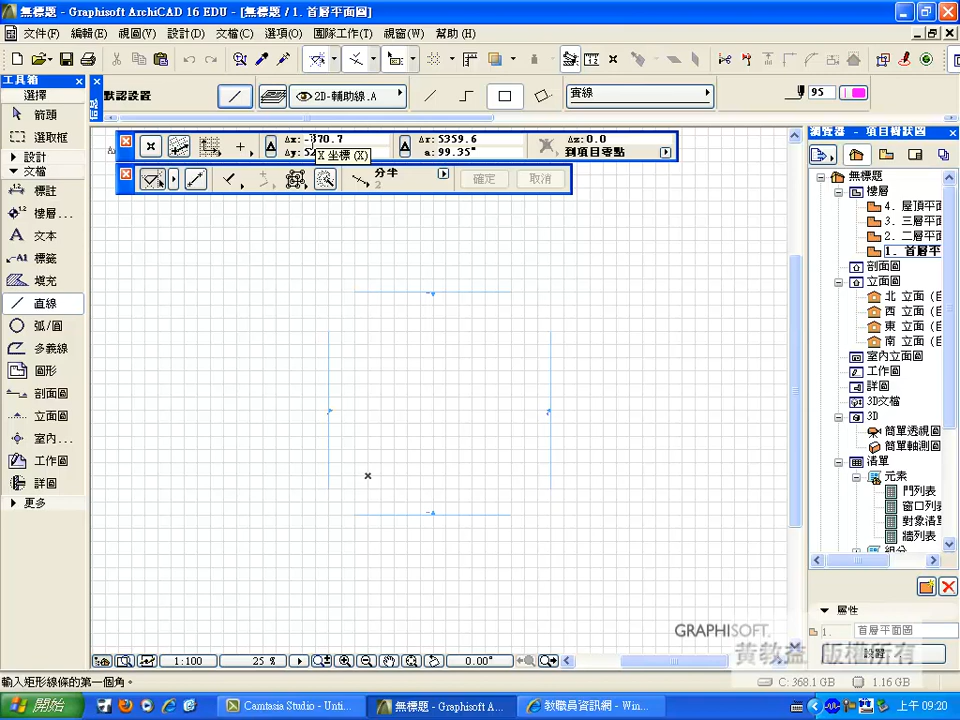 無標題 - Graphisoft ArchiCAD 16 EDU - [無標題 / 1. 首層平面圖]
文件(F) 編輯(E) 視圖(V) 設計(D) 文檔(C) 選項(O) 團隊工作(T) 視窗(W) 幫助(H)
工具箱
選擇
箭頭
選取框
設計
文檔
標註
樓層...
文本
標籤
填充
直線
弧/圓
多義線
圖形
剖面圖
立面圖
室內...
工作圖
詳圖
更多
默認設置
2D-輔助線.A
實線
95
Δx: -870.7
Δr: 5359.6
a: 99.35°
Δz:0.0
到項目零點
X 坐標 (X)
分半
2
確定
取消
瀏覽器 - 項目樹狀圖
無標題
樓層
4. 屋頂平面
3. 三層平面
2. 二層平面
1. 首層平
剖面圖
立面圖
北 立面 (自
西 立面 (自
東 立面 (自
南 立面 (自
室內立面圖
工作圖
詳圖
3D文檔
3D
簡單透視圖
簡單軸測圖
清單
元素
門列表
窗口列表
對象清單
牆列表
屬性
1. 首層平面圖
設置...
GRAPHISOFT.
黃教益 版權所有
1:100
25 %
0.00°
輸入矩形線條的第一個角。
C: 368.1 GB
1.16 GB
開始
Camtasia Studio - Unti...
無標題 - Graphisoft A...
教職員資訊網 - Win...
上午 09:20